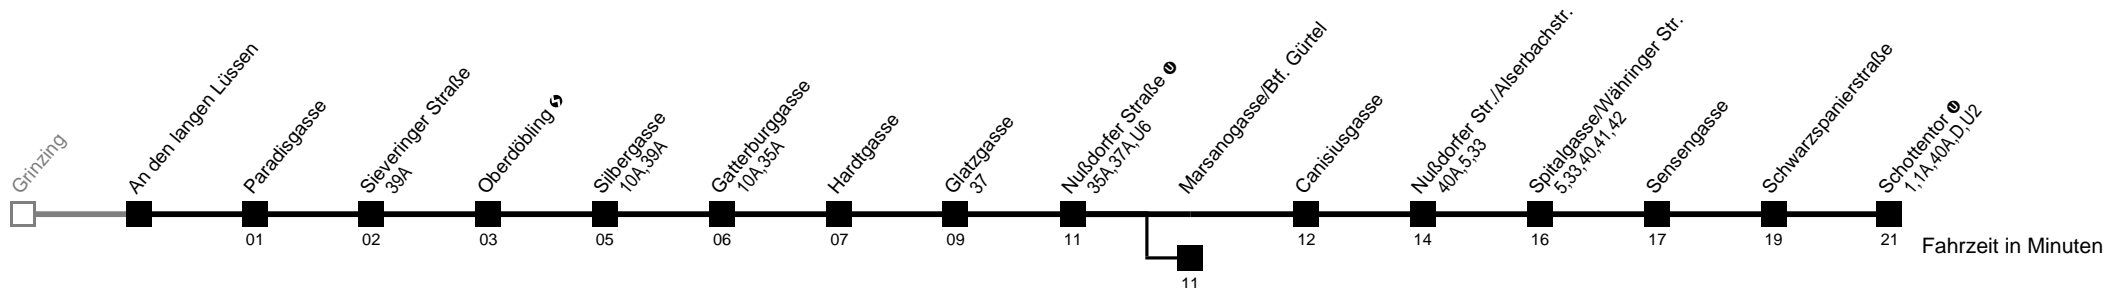 Grinzing
An den langen Lüssen
Paradisgasse
01
Sieveringer Straße
39A
02
Oberdöbling S
03
Silbergasse
10A,39A
05
Gatterburggasse
10A,35A
06
Hardtgasse
07
Glatzgasse
37
09
Nußdorfer Straße U
35A,37A,U6
11
Marsanogasse/Btf. Gürtel
11
Canisiusgasse
12
Nußdorfer Str./Alserbachstr.
40A,5,33
14
Spitalgasse/Währinger Str.
5,33,40,41,42
16
Sensengasse
17
Schwarzspanierstraße
19
Schottentor U
1,1A,40A,D,U2
21
Fahrzeit in Minuten